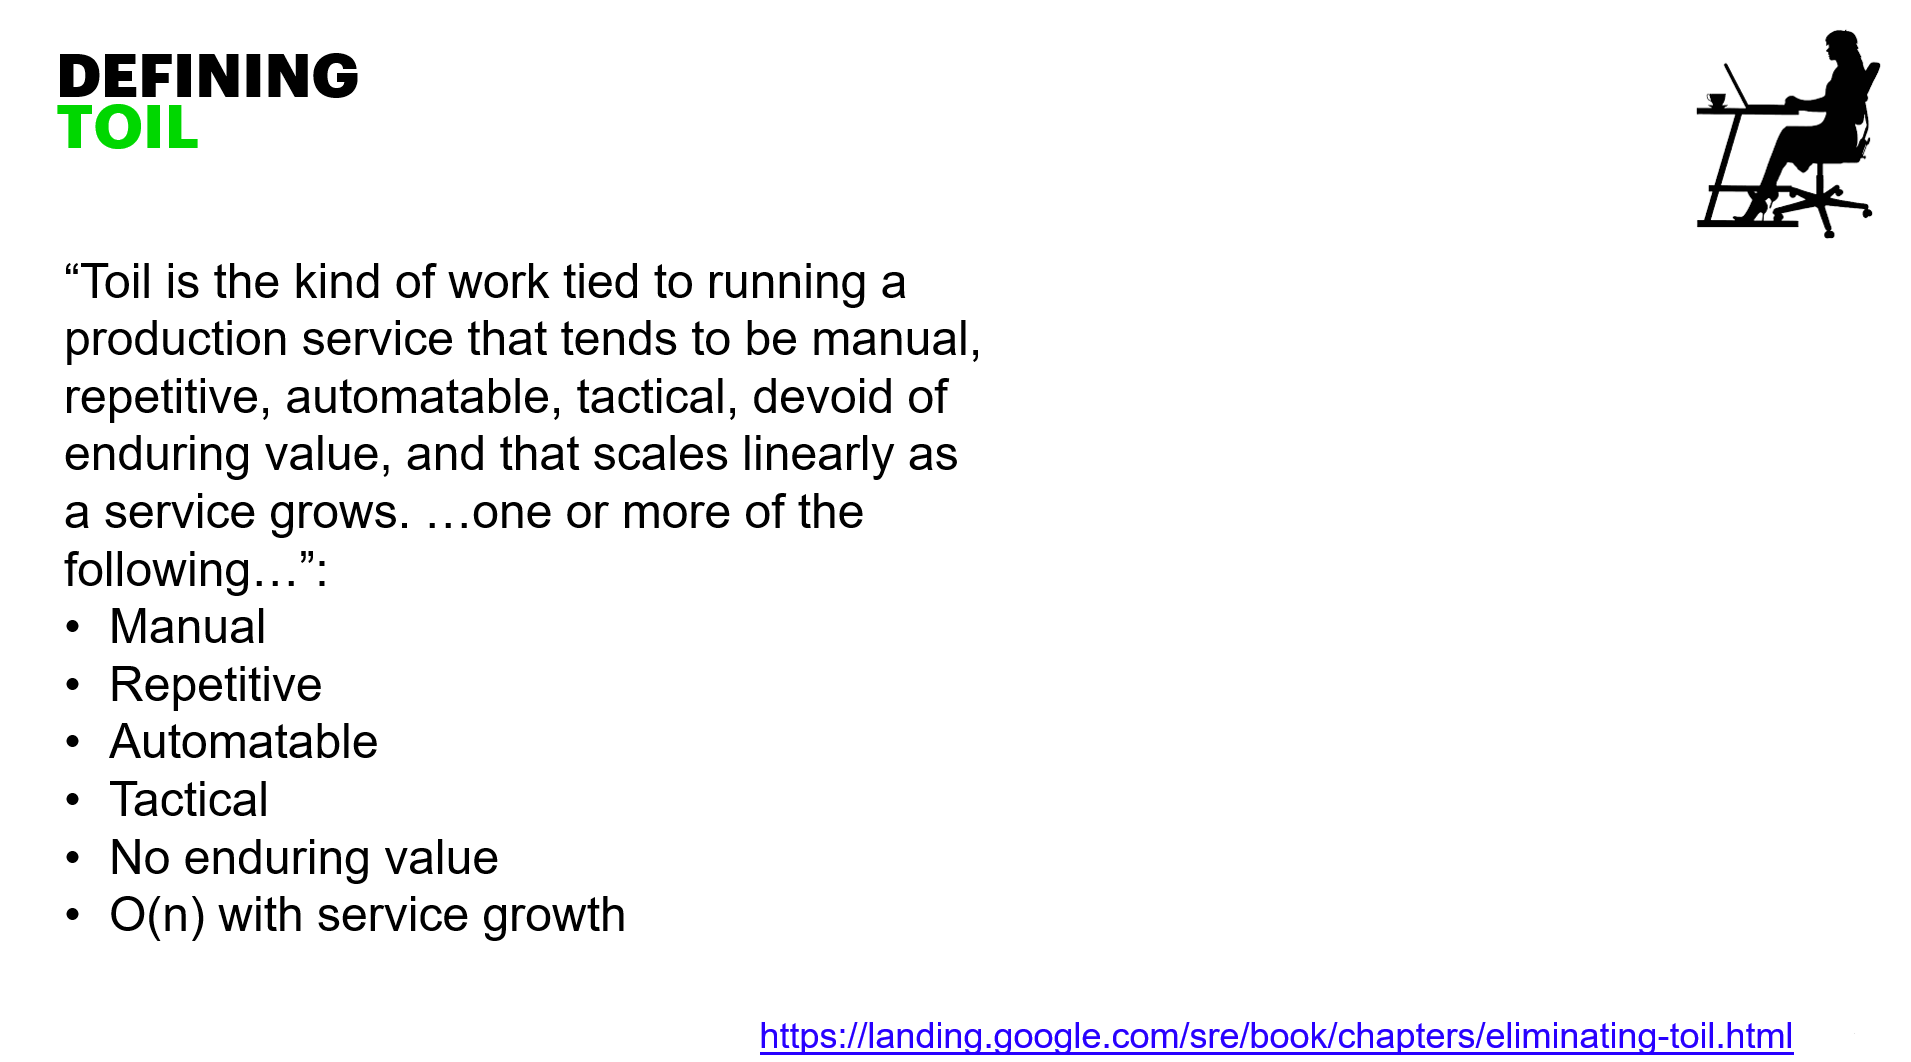 DEFINING
TOIL
“Toil is the kind of work tied to running a
production service that tends to be manual,
repetitive, automatable, tactical, devoid of
enduring value, and that scales linearly as
a service grows. …one or more of the
following…”:
• Manual
• Repetitive
• Automatable
• Tactical
• No enduring value
• O(n) with service growth
https://landing.google.com/sre/book/chapters/eliminating-toil.html